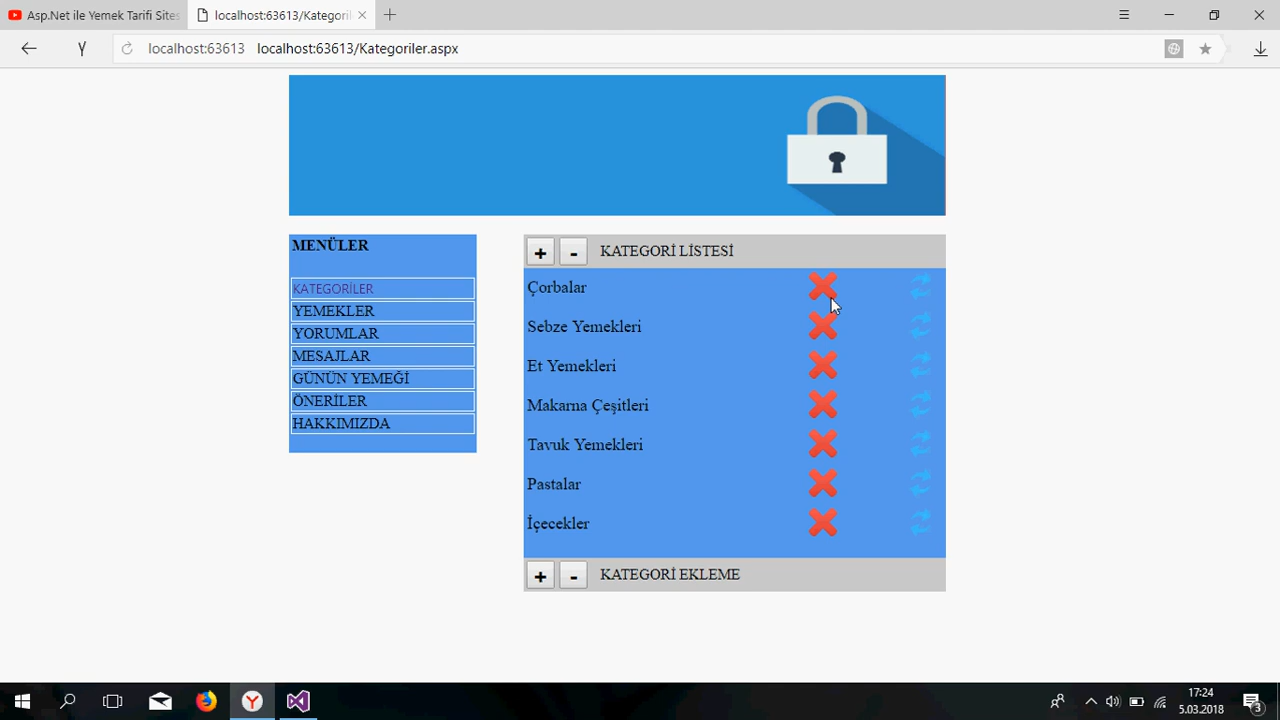 Asp.Net ile Yemek Tarifi Sites
localhost:63613/Kategoril
localhost:63613 localhost:63613/Kategoriler.aspx
MENÜLER
KATEGORİLER
YEMEKLER
YORUMLAR
MESAJLAR
GÜNÜN YEMEĞİ
ÖNERİLER
HAKKIMIZDA
+ - KATEGORİ LİSTESİ
Çorbalar
Sebze Yemekleri
Et Yemekleri
Makarna Çeşitleri
Tavuk Yemekleri
Pastalar
İçecekler
+ - KATEGORİ EKLEME
17:24
5.03.2018
3